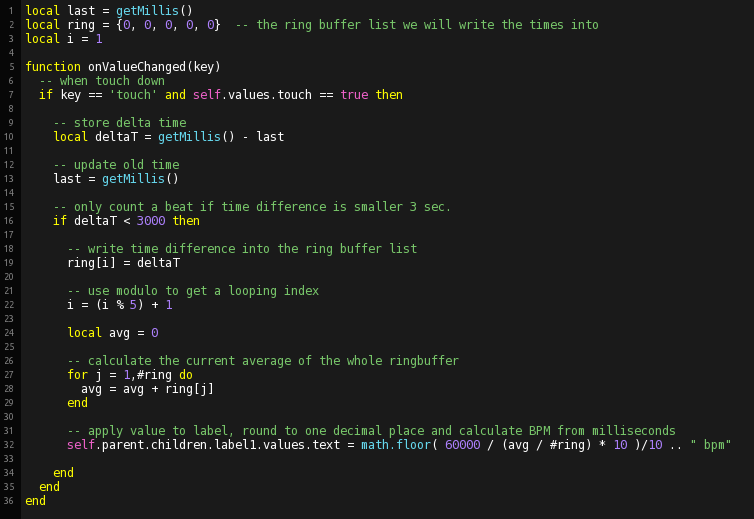 1 local last = getMillis()
2 local ring = {0, 0, 0, 0, 0}  -- the ring buffer list we will write the times into
3 local i = 1
4
5 function onValueChanged(key)
6   -- when touch down
7   if key == 'touch' and self.values.touch == true then
8
9     -- store delta time
10     local deltaT = getMillis() - last
11
12     -- update old time
13     last = getMillis()
14
15     -- only count a beat if time difference is smaller 3 sec.
16     if deltaT < 3000 then
17
18       -- write time difference into the ring buffer list
19       ring[i] = deltaT
20
21       -- use modulo to get a looping index
22       i = (i % 5) + 1
23
24       local avg = 0
25
26       -- calculate the current average of the whole ringbuffer
27       for j = 1,#ring do
28         avg = avg + ring[j]
29       end
30
31       -- apply value to label, round to one decimal place and calculate BPM from milliseconds
32       self.parent.children.label1.values.text = math.floor( 60000 / (avg / #ring) * 10 )/10 .. " bpm"
33
34     end
35   end
36 end